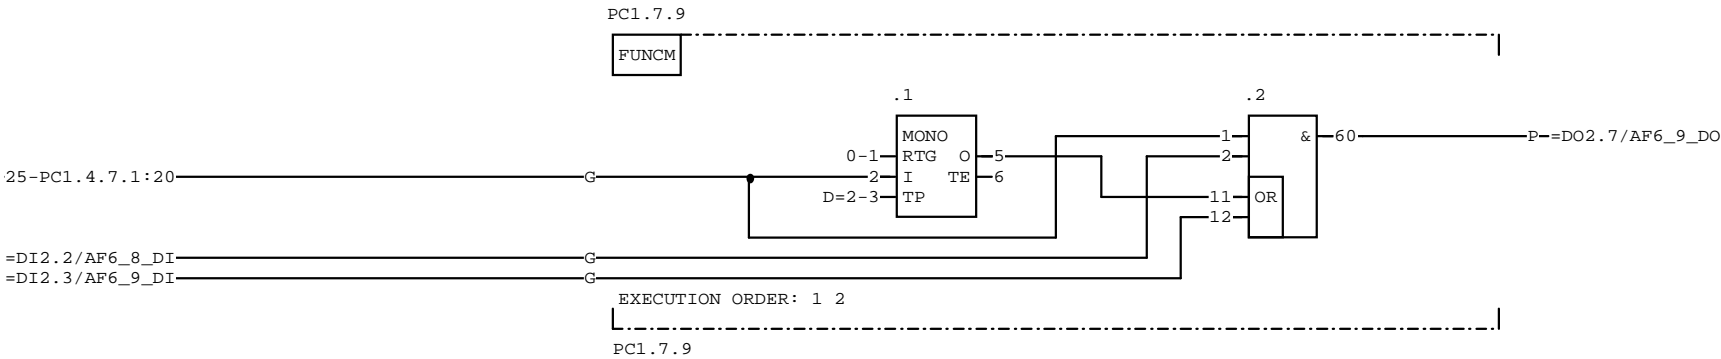 PC1.7.9
FUNCM
.1
.2
MONO
0-1 RTG O 5
2 I TE 6
D=2-3 TP
1 & 60
2
11 OR
12
P =DO2.7/AF6_9_DO
25-PC1.4.7.1:20 G
=DI2.2/AF6_8_DI G
=DI2.3/AF6_9_DI G
EXECUTION ORDER: 1 2
PC1.7.9